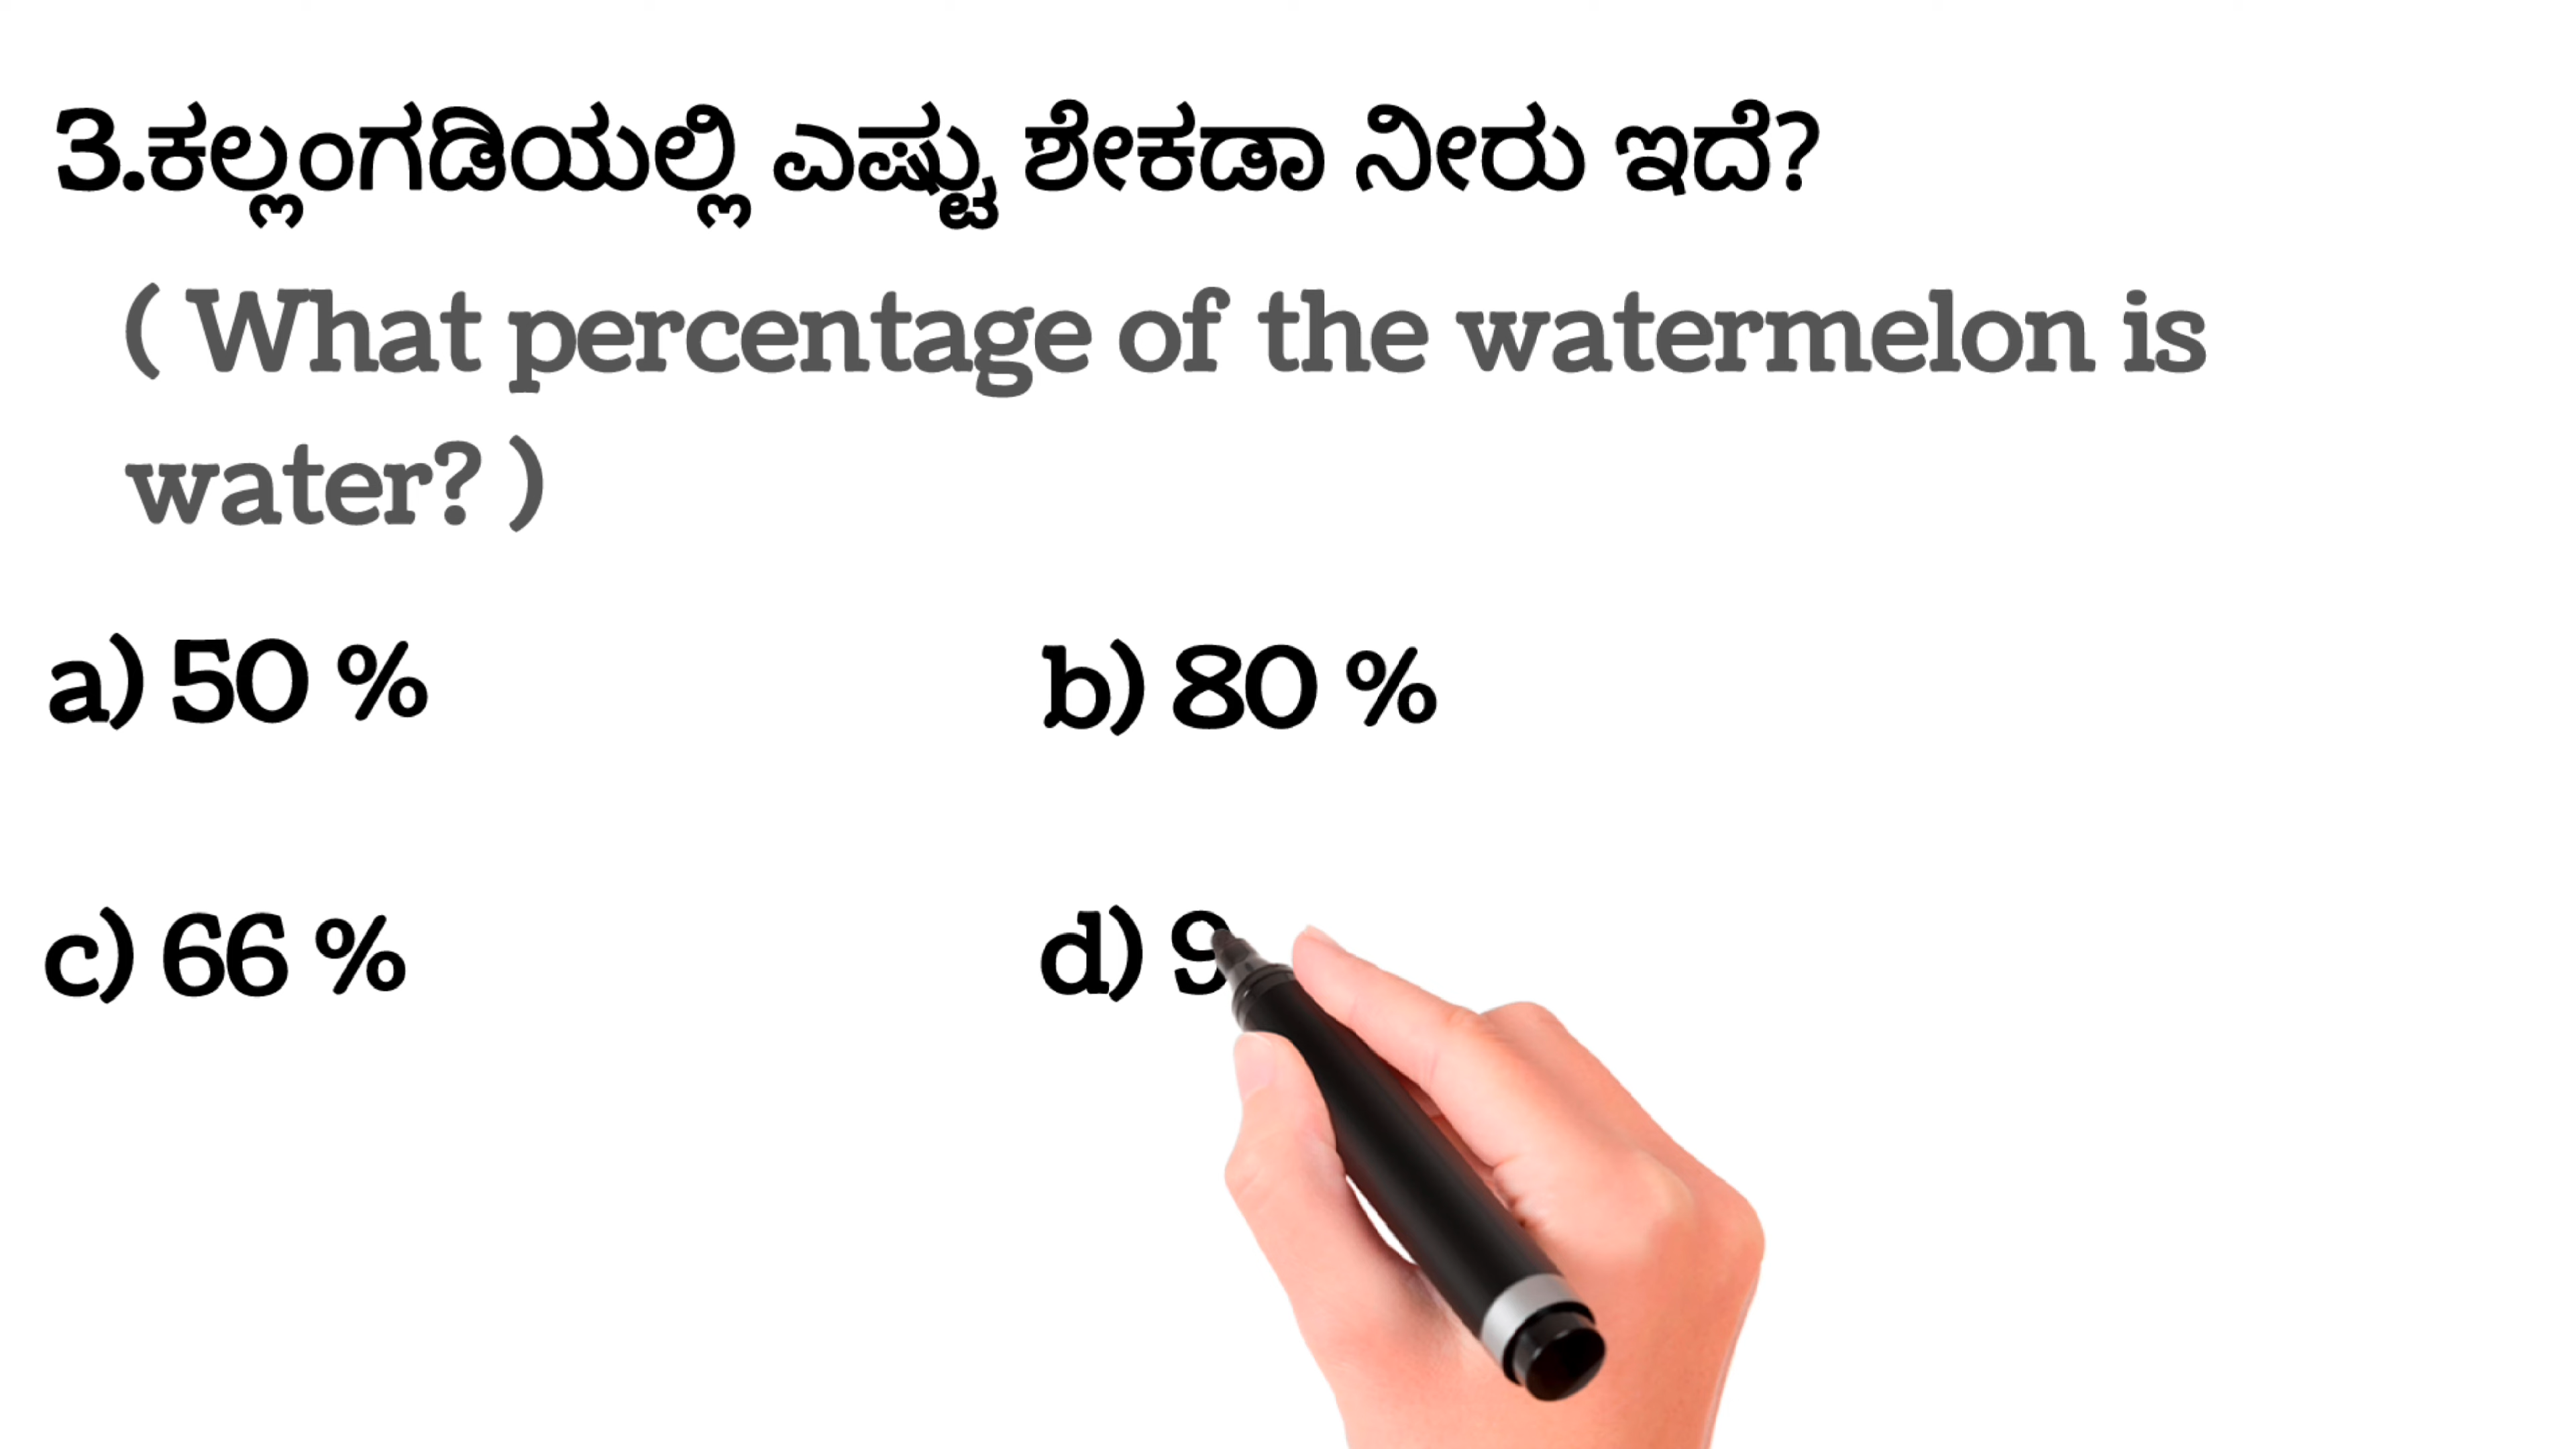 3.ಕಲ್ಲಂಗಡಿಯಲ್ಲಿ ಎಷ್ಟು ಶೇಕಡಾ ನೀರು ಇದೆ?
( What percentage of the watermelon is
water? )
a) 50 %
b) 80 %
c) 66 %
d) 9